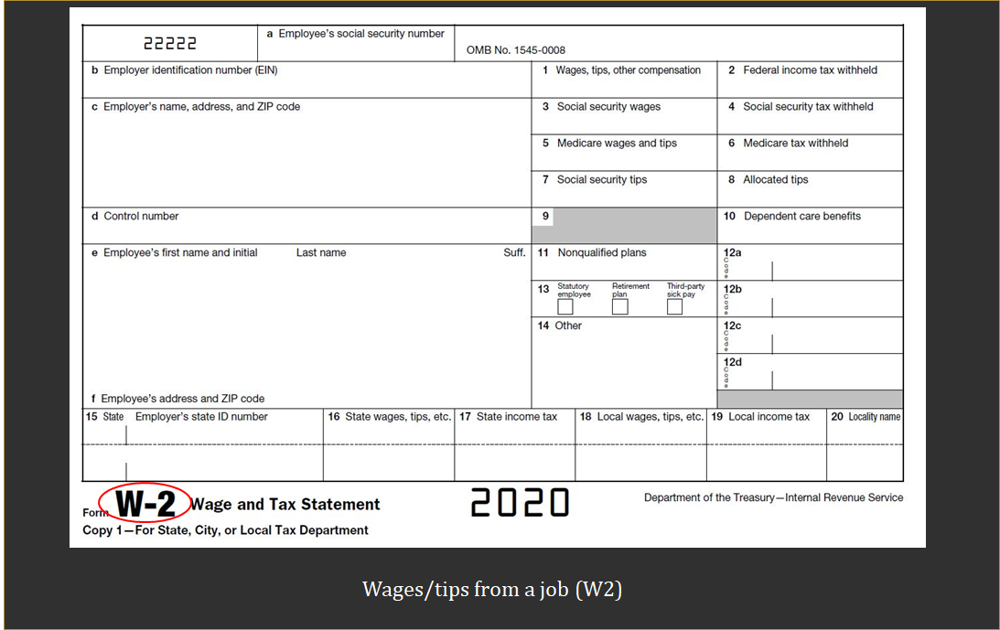 22222
a Employee's social security number
OMB No. 1545-0008
b Employer identification number (EIN)
1 Wages, tips, other compensation
2 Federal income tax withheld
c Employer's name, address, and ZIP code
3 Social security wages
4 Social security tax withheld
5 Medicare wages and tips
6 Medicare tax withheld
7 Social security tips
8 Allocated tips
d Control number
9
10 Dependent care benefits
e Employee's first name and initial
Last name
Suff.
11 Nonqualified plans
12a
Code
13
Statutory
employee
Retirement
plan
Third-party
sick pay
12b
Code
14 Other
12c
Code
12d
Code
f Employee's address and ZIP code
15 State
Employer's state ID number
16 State wages, tips, etc.
17 State income tax
18 Local wages, tips, etc.
19 Local income tax
20 Locality name
Form W-2 Wage and Tax Statement
2020
Department of the Treasury—Internal Revenue Service
Copy 1—For State, City, or Local Tax Department
Wages/tips from a job (W2)